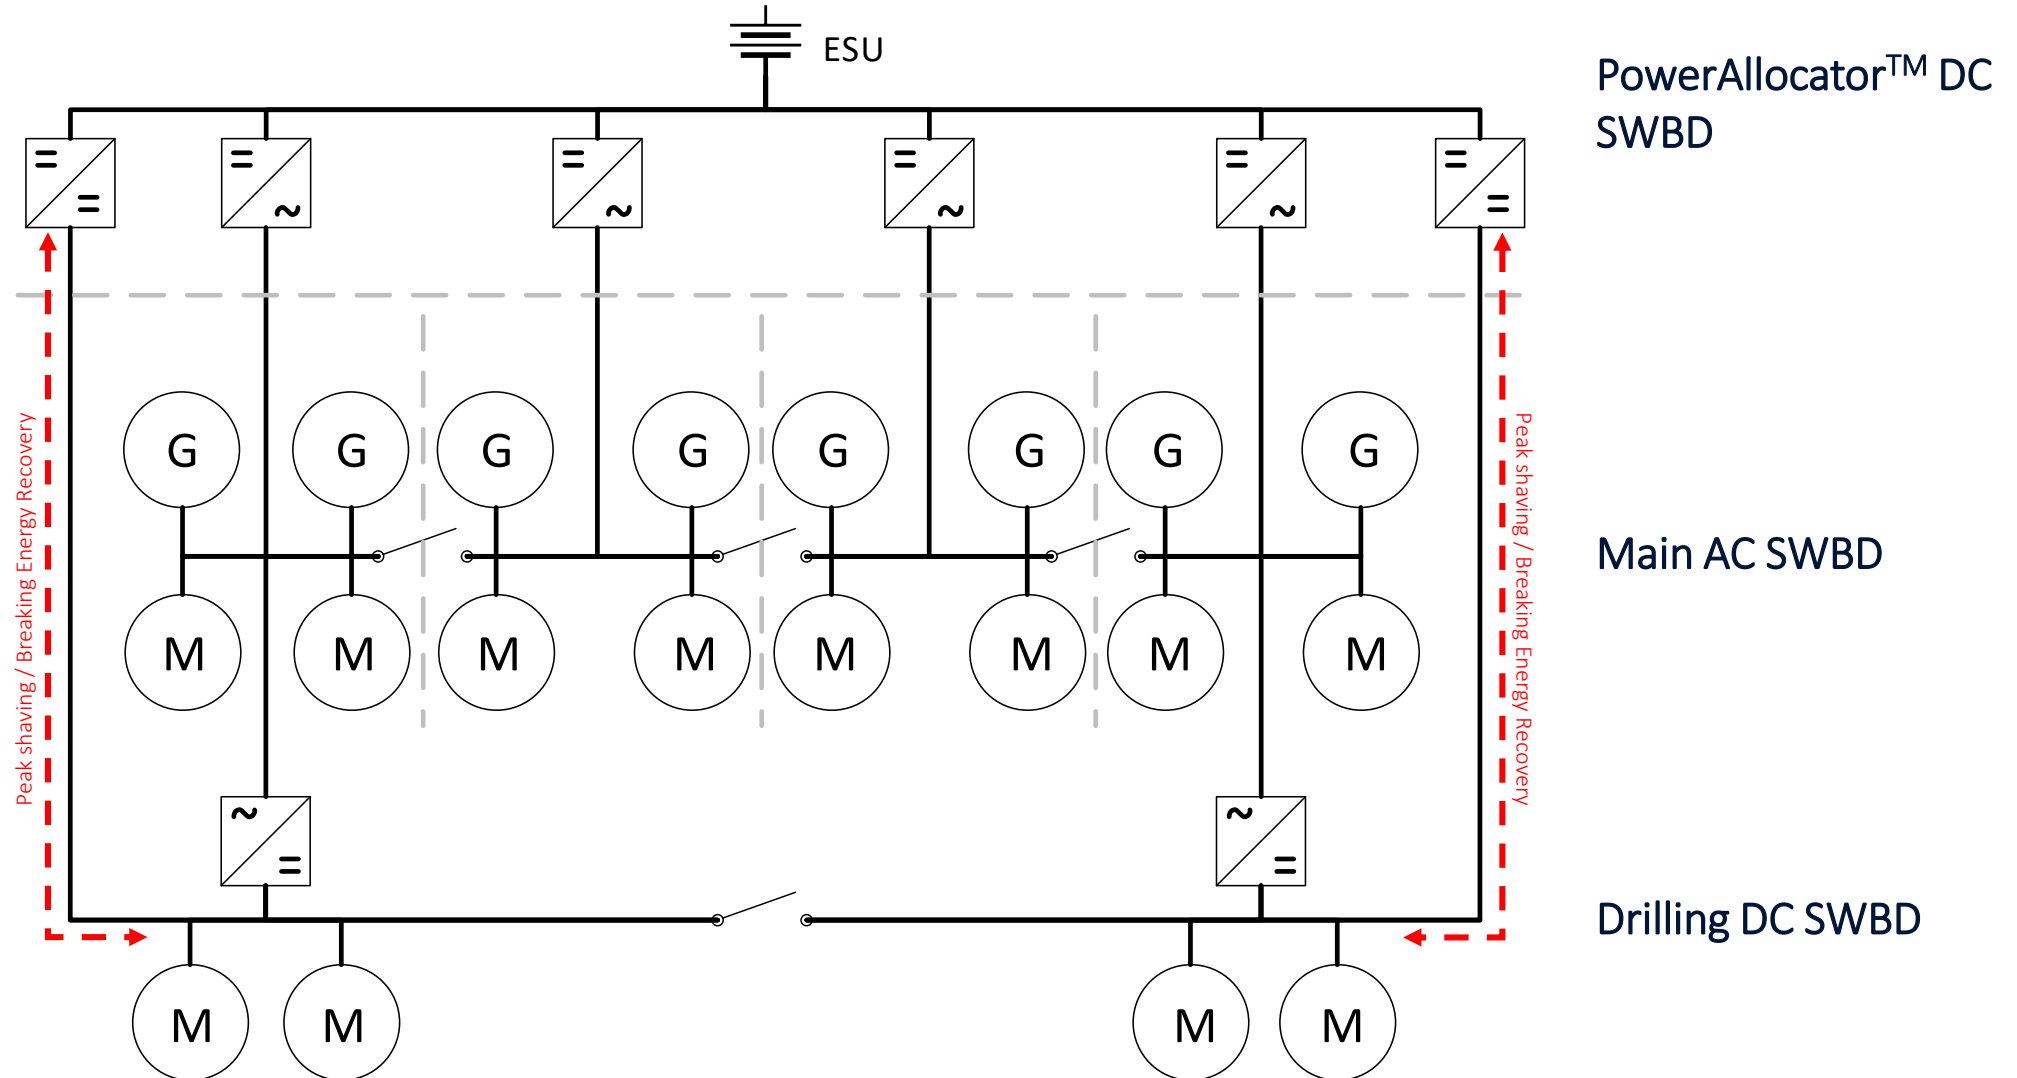 ESU
PowerAllocator™ DC
SWBD
G G G G G G G G
Main AC SWBD
M M M M M M M M
Peak shaving / Breaking Energy Recovery
Peak shaving / Breaking Energy Recovery
Drilling DC SWBD
M M M M